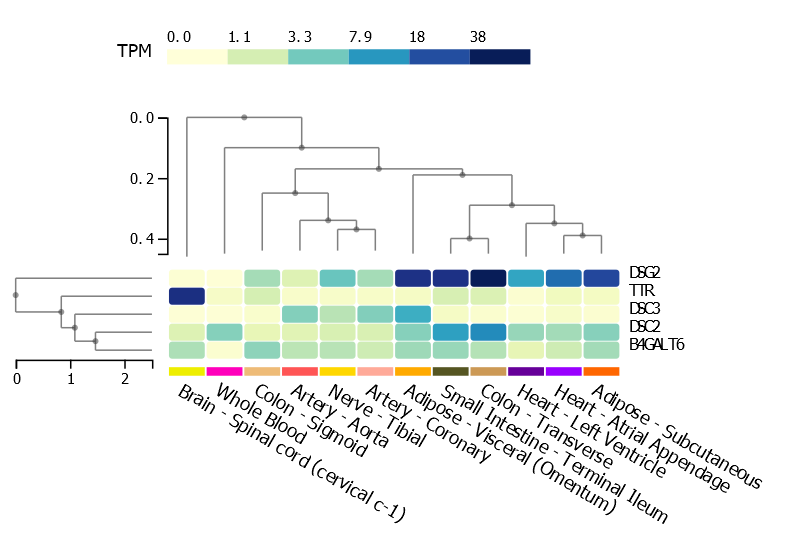 TPM
0.0 1.1 3.3 7.9 18 38
0.0
0.2
0.4
DSG2
TTR
DSC3
DSC2
B4GALT6
0 1 2
Brain - Spinal cord (cervical c-1)
Whole Blood
Colon - Sigmoid
Artery - Aorta
Nerve - Tibial
Artery - Coronary
Adipose - Visceral (Omentum)
Small Intestine - Terminal Ileum
Colon - Transverse
Heart - Left Ventricle
Heart - Atrial Appendage
Adipose - Subcutaneous